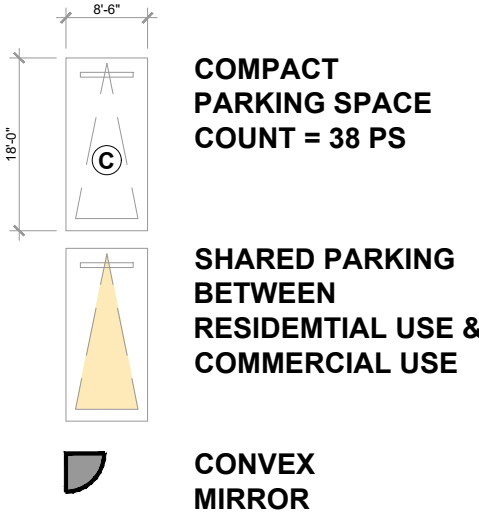 8'-6"
18'-0"
C
COMPACT
PARKING SPACE
COUNT = 38 PS
SHARED PARKING
BETWEEN
RESIDEMTIAL USE &
COMMERCIAL USE
CONVEX
MIRROR